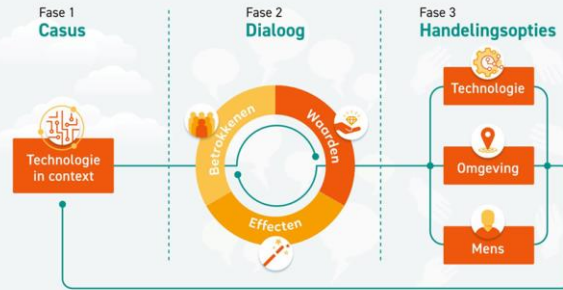 Fase 1
Casus
Technologie
in context
Fase 2
Dialoog
Betrokkenen
Waarden
Effecten
Fase 3
Handelingsopties
Technologie
Omgeving
Mens